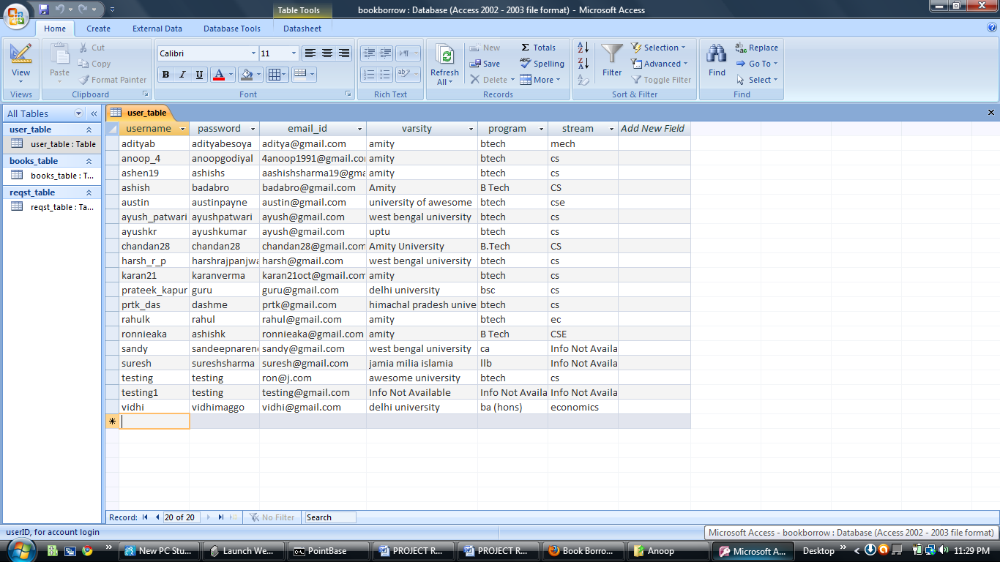 Table Tools bookborrow : Database (Access 2002 - 2003 file format) - Microsoft Access
Home Create External Data Database Tools Datasheet
View
Views
Paste Cut
Copy
Format Painter
Clipboard
Calibri 11
B I U A
Font
Rich Text
Refresh All
New Totals
Save Spelling
Delete More
Records
Filter
Selection
Advanced
Toggle Filter
Sort & Filter
Find
Replace
Go To
Select
Find
All Tables
user_table
user_table : Table
books_table
books_table : T...
reqst_table
reqst_table : Ta...
user_table
username password email_id varsity program stream Add New Field
adityab adityabesoya aditya@gmail.com amity btech mech
anoop_4 anoopgodiyal 4anoop1991@gmail.co amity btech cs
ashen19 ashishs aashishsharma19@gma amity btech cs
ashish badabro badabro@gmail.com Amity B Tech CS
austin austinpayne austin@gmail.com university of awesome btech cse
ayush_patwari ayushpatwari ayush@gmail.com west bengal university btech cs
ayushkr ayushkumar ayush@gmail.com uptu btech cs
chandan28 chandan28 chandan28@gmail.com Amity University B.Tech CS
harsh_r_p harshrajpanjwa harsh@gmail.com west bengal university btech cs
karan21 karanverma karan21oct@gmail.com amity btech cs
prateek_kapur guru guru@gmail.com delhi university bsc cs
prtk_das dashme prtk@gmail.com himachal pradesh unive btech cs
rahulk rahul rahul@gmail.com amity btech ec
ronnieaka ashishk ronnieaka@gmail.com amity B Tech CSE
sandy sandeepnarend sandy@gmail.com west bengal university ca Info Not Availa
suresh sureshsharma suresh@gmail.com jamia milia islamia llb Info Not Availa
testing testing ron@j.com awesome university btech cs
testing1 testing testing@gmail.com Info Not Available Info Not Availa Info Not Availa
vidhi vidhimaggo vidhi@gmail.com delhi university ba (hons) economics
Record: 20 of 20 No Filter Search
userID, for account login
Microsoft Access - bookborrow : Database (Access 2002 - 2003 file format)
New PC Stu... Launch We... PointBase PROJECT R... PROJECT R... Book Borro... Anoop Microsoft A... Desktop 11:29 PM